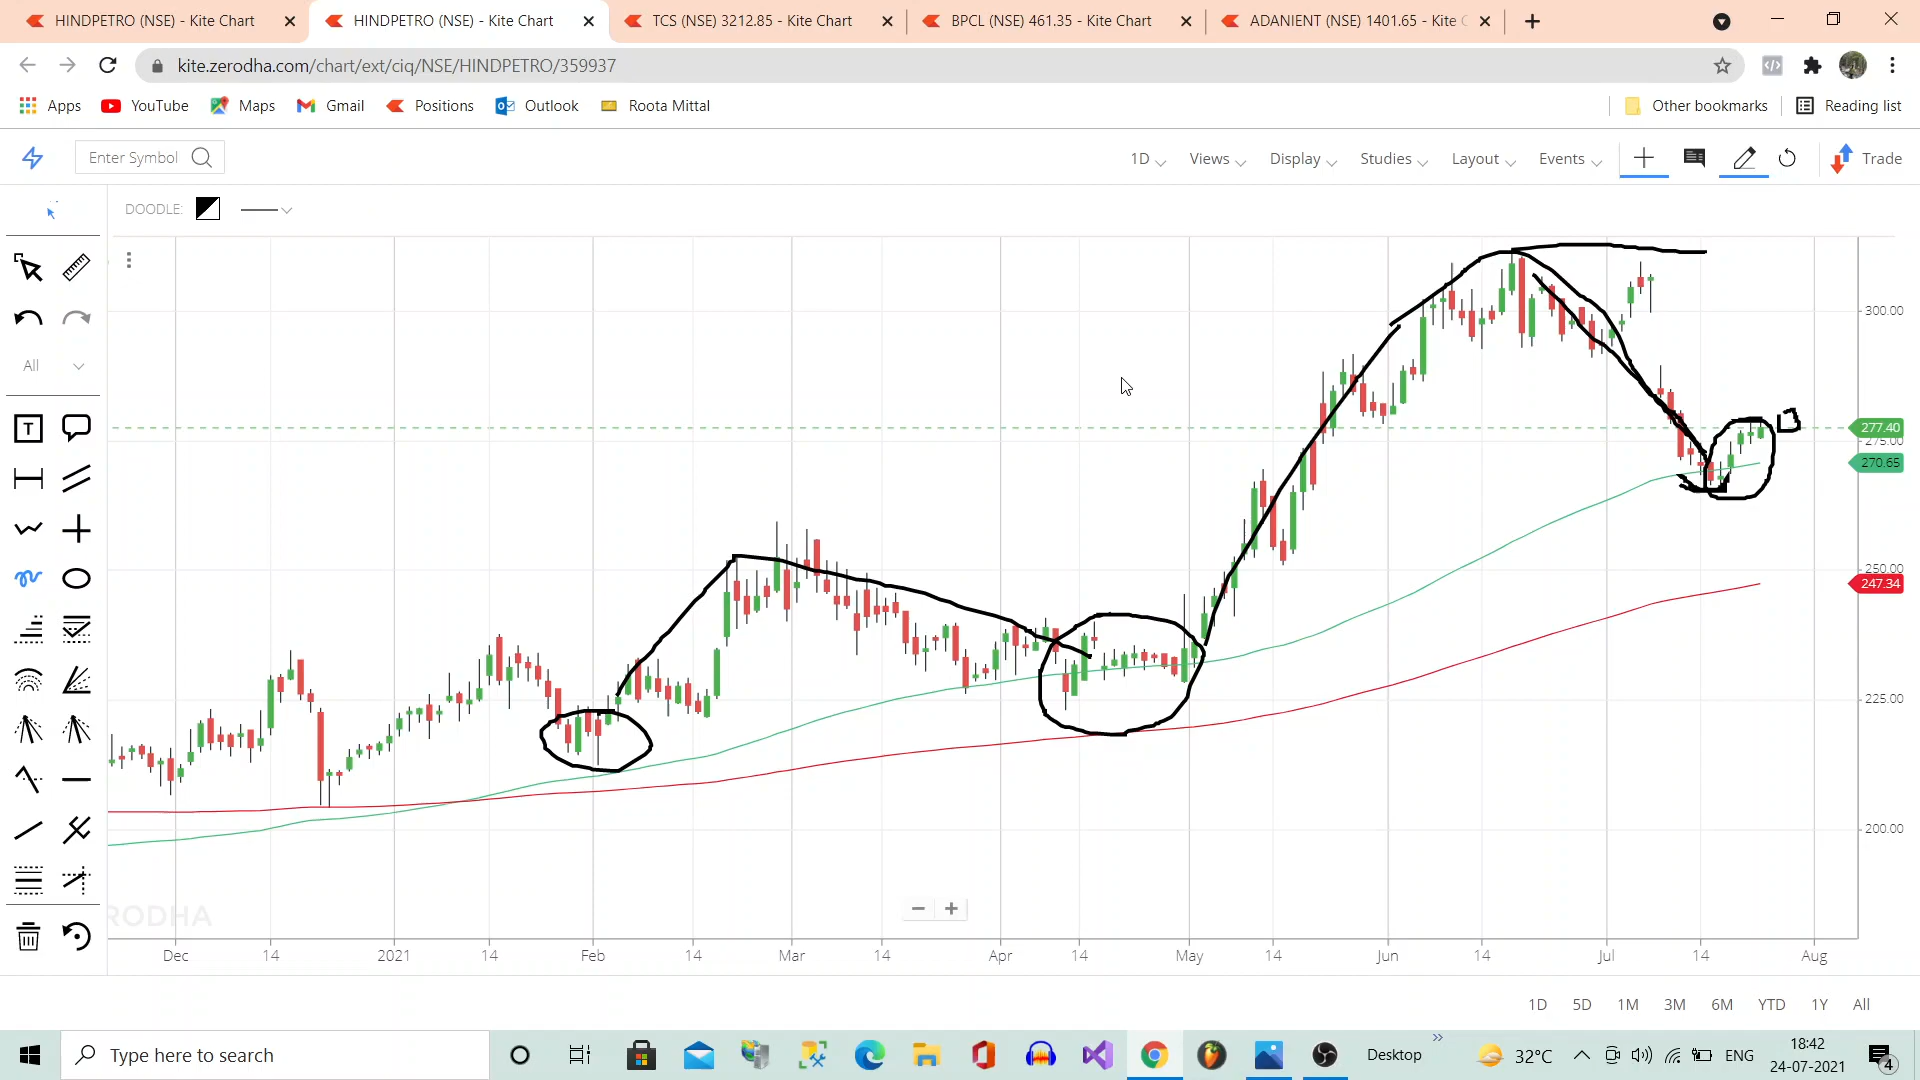 HINDPETRO (NSE) - Kite Chart
HINDPETRO (NSE) - Kite Chart
TCS (NSE) 3212.85 - Kite Chart
BPCL (NSE) 461.35 - Kite Chart
ADANIENT (NSE) 1401.65 - Kite C
kite.zerodha.com/chart/ext/ciq/NSE/HINDPETRO/359937
Apps YouTube Maps Gmail Positions Outlook Roota Mittal Other bookmarks Reading list
Enter Symbol 1D Views Display Studies Layout Events Trade
DOODLE:
All
T
300.00
277.40
275.00
270.65
250.00
247.34
225.00
200.00
RODHA
Dec 14 2021 14 Feb 14 Mar 14 Apr 14 May 14 Jun 14 Jul 14 Aug
1D 5D 1M 3M 6M YTD 1Y All
Type here to search Desktop 32°C ENG 18:42
24-07-2021
4